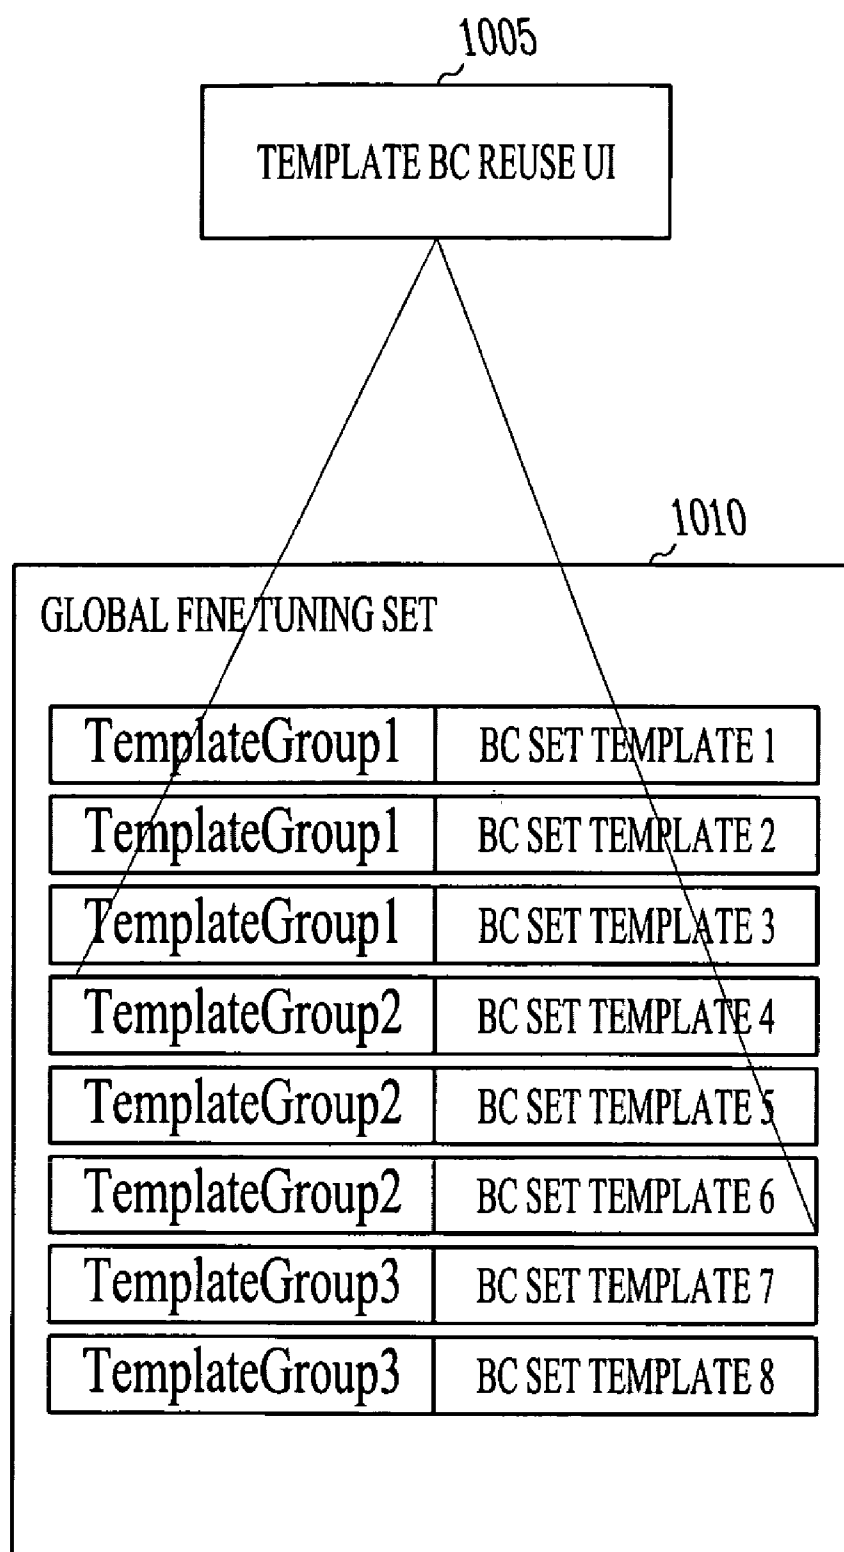 1005
TEMPLATE BC REUSE UI
1010
GLOBAL FINE TUNING SET
TemplateGroup1 BC SET TEMPLATE 1
TemplateGroup1 BC SET TEMPLATE 2
TemplateGroup1 BC SET TEMPLATE 3
TemplateGroup2 BC SET TEMPLATE 4
TemplateGroup2 BC SET TEMPLATE 5
TemplateGroup2 BC SET TEMPLATE 6
TemplateGroup3 BC SET TEMPLATE 7
TemplateGroup3 BC SET TEMPLATE 8